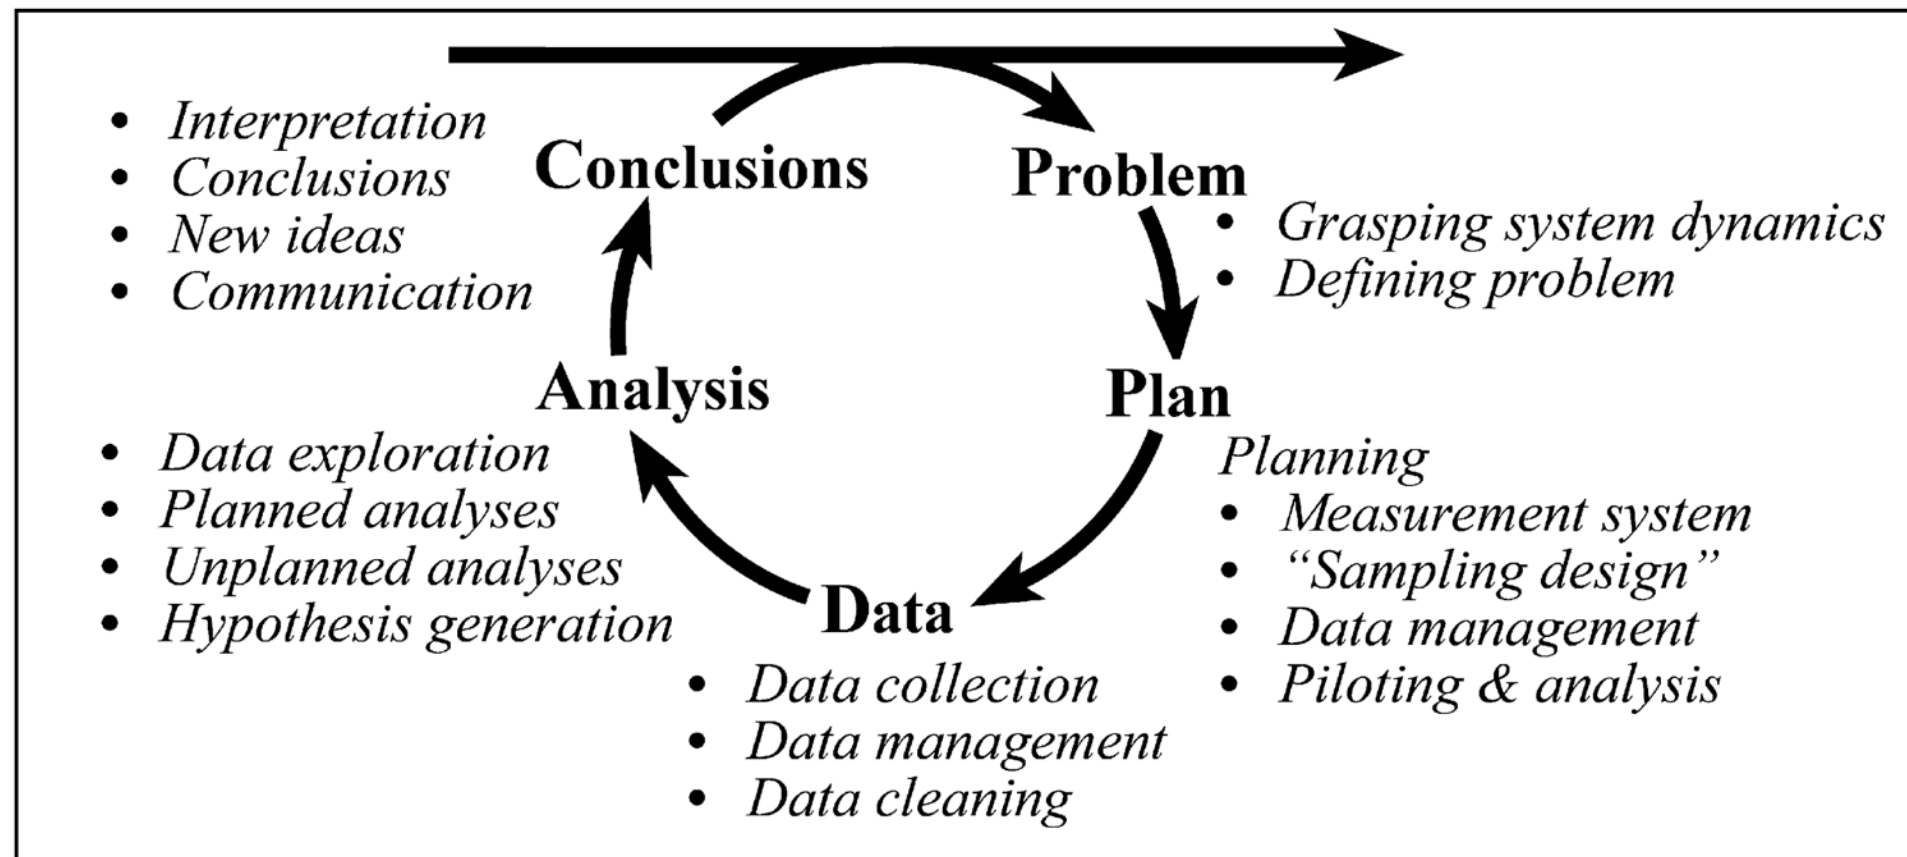 Conclusions
• Interpretation
• Conclusions
• New ideas
• Communication
Problem
• Grasping system dynamics
• Defining problem
Plan
Planning
• Measurement system
• “Sampling design”
• Data management
• Piloting & analysis
Data
• Data collection
• Data management
• Data cleaning
Analysis
• Data exploration
• Planned analyses
• Unplanned analyses
• Hypothesis generation